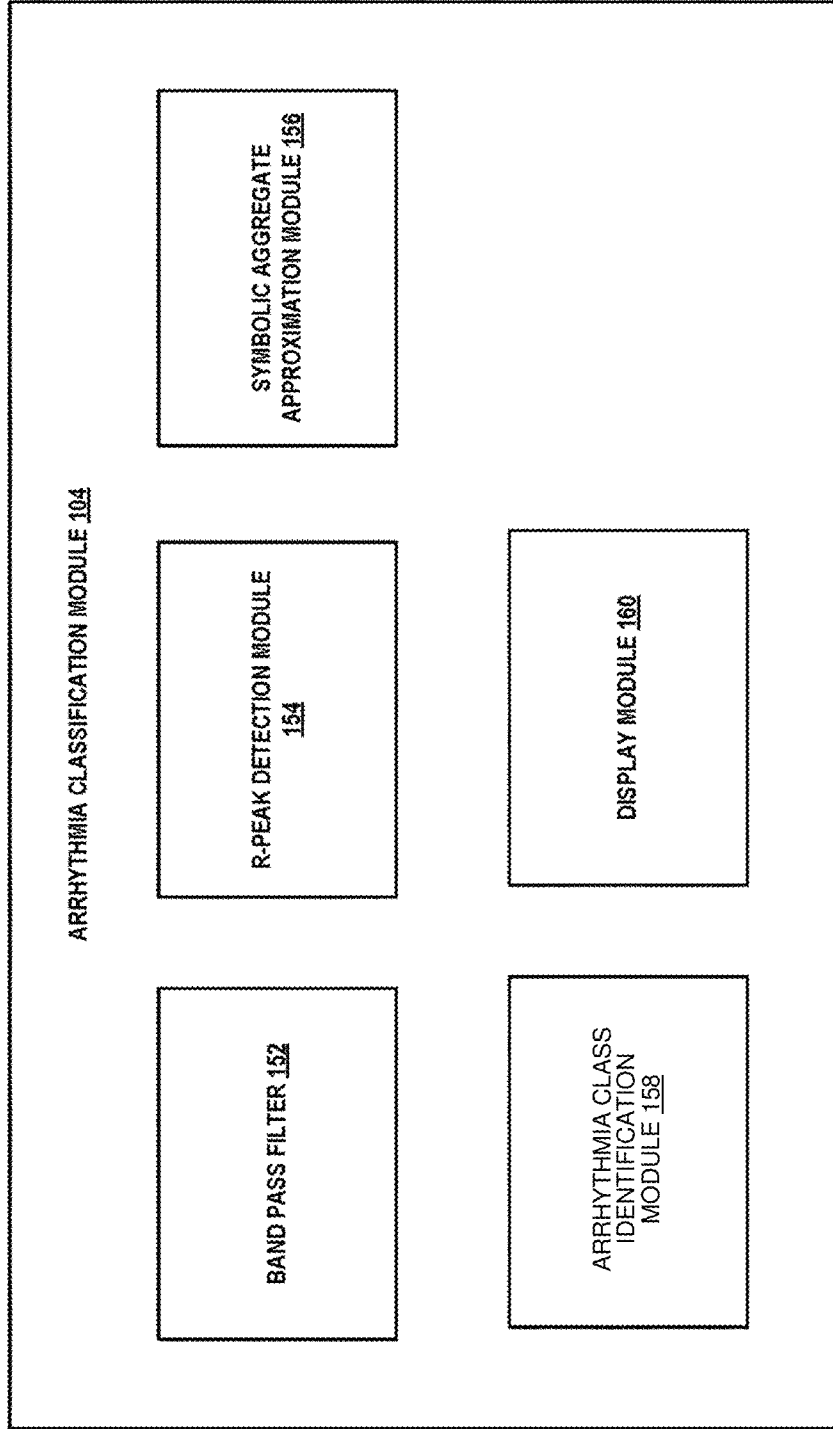 ARRHYTHMIA CLASSIFICATION MODULE 104
BAND PASS FILTER 152
R-PEAK DETECTION MODULE
154
SYMBOLIC AGGREGATE
APPROXIMATION MODULE 156
ARRHYTHMIA CLASS
IDENTIFICATION
MODULE 158
DISPLAY MODULE 160